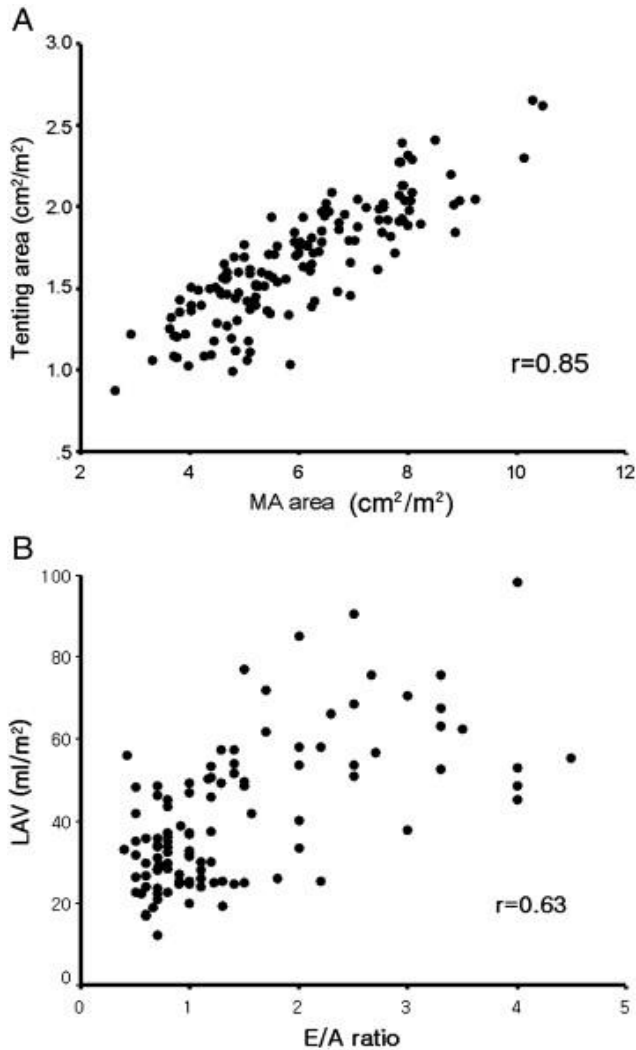 A
3.0
2.5
2.0
1.5
1.0
.5
Tenting area (cm²/m²)
r=0.85
2 4 6 8 10 12
MA area (cm²/m²)
B
100
80
60
40
20
0
LAV (ml/m²)
r=0.63
0 1 2 3 4 5
E/A ratio